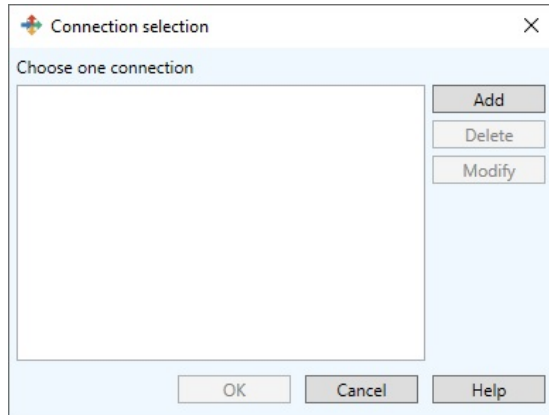 Connection selection
Choose one connection
Add
Delete
Modify
OK
Cancel
Help